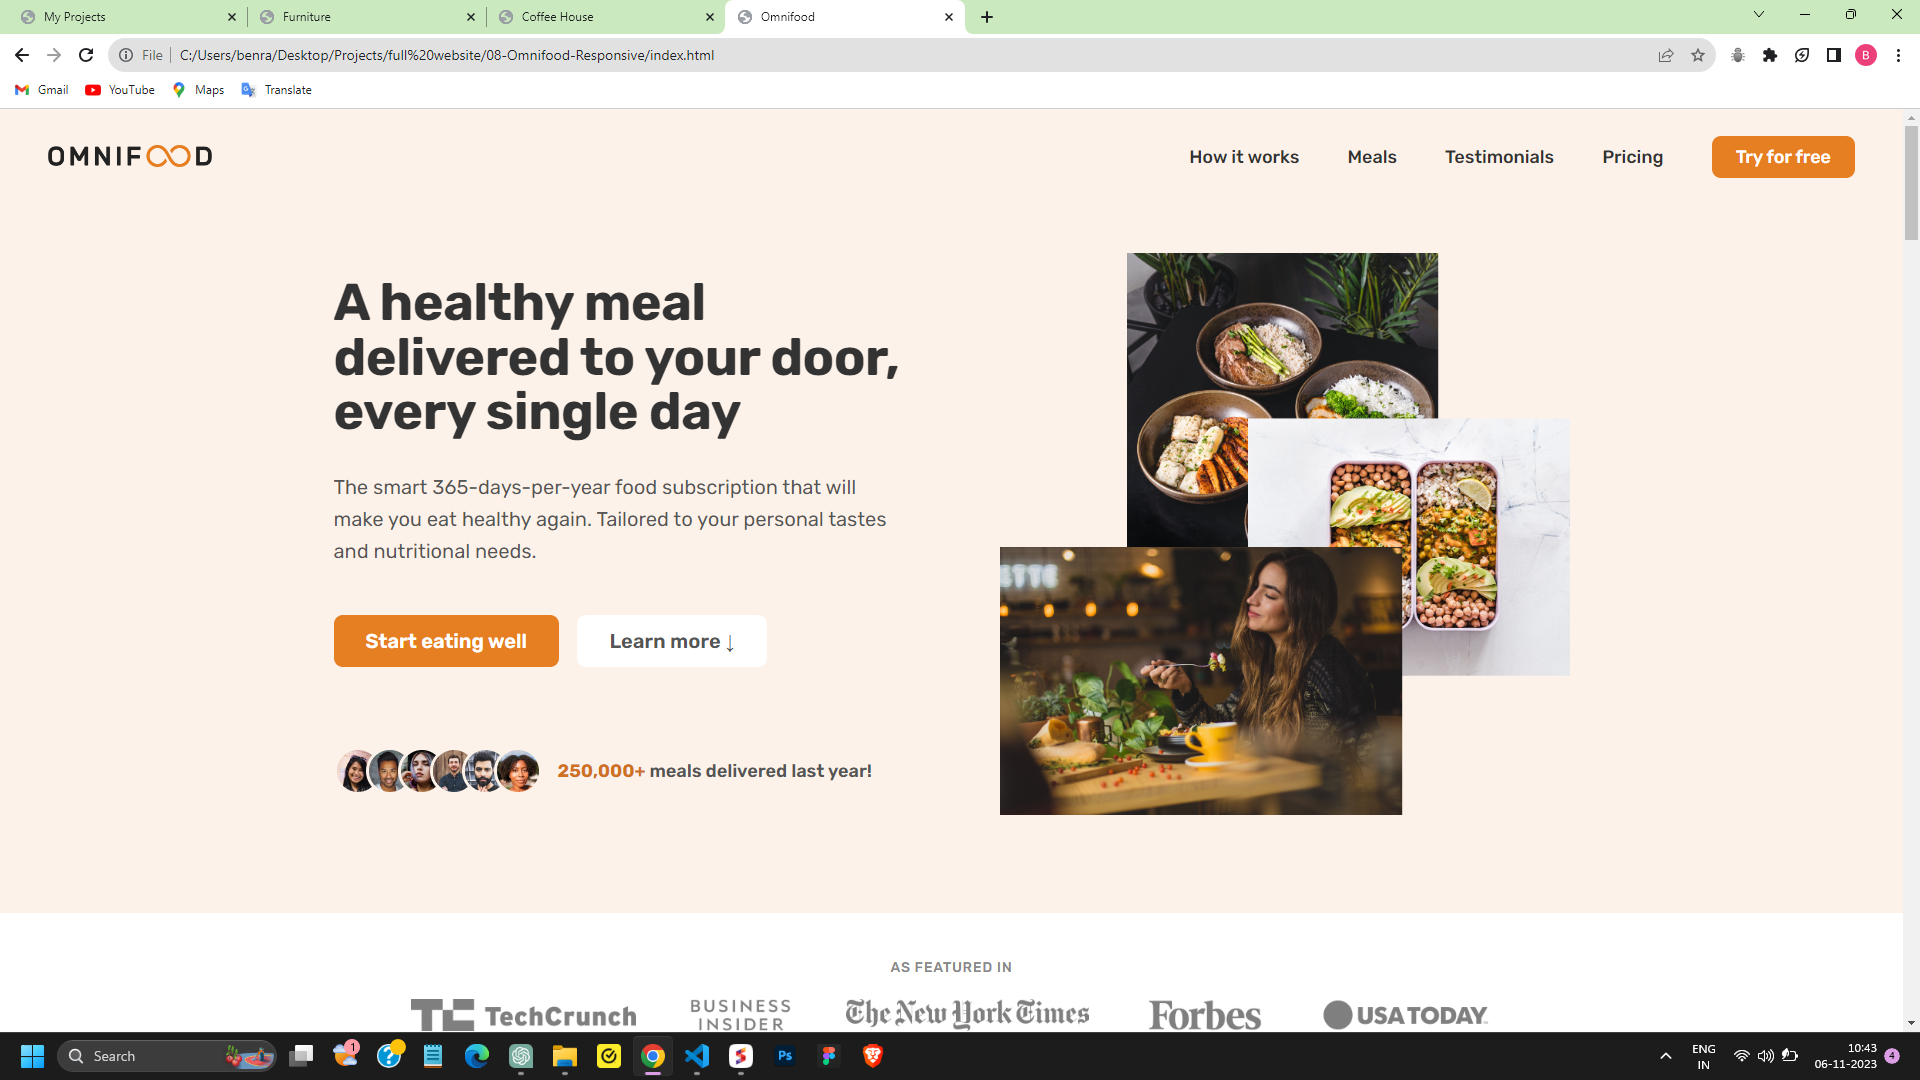 My Projects
Furniture
Coffee House
Omnifood
File
C:/Users/benra/Desktop/Projects/full%20website/08-Omnifood-Responsive/index.html
B
Gmail
YouTube
Maps
Translate
OMNIFOOD
How it works
Meals
Testimonials
Pricing
Try for free
A healthy meal
delivered to your door,
every single day
The smart 365-days-per-year food subscription that will
make you eat healthy again. Tailored to your personal tastes
and nutritional needs.
Start eating well
Learn more ↓
250,000+ meals delivered last year!
AS FEATURED IN
TechCrunch
BUSINESS
INSIDER
The New York Times
Forbes
USA TODAY
Search
1
Ps
ENG
IN
10:43
06-11-2023
4